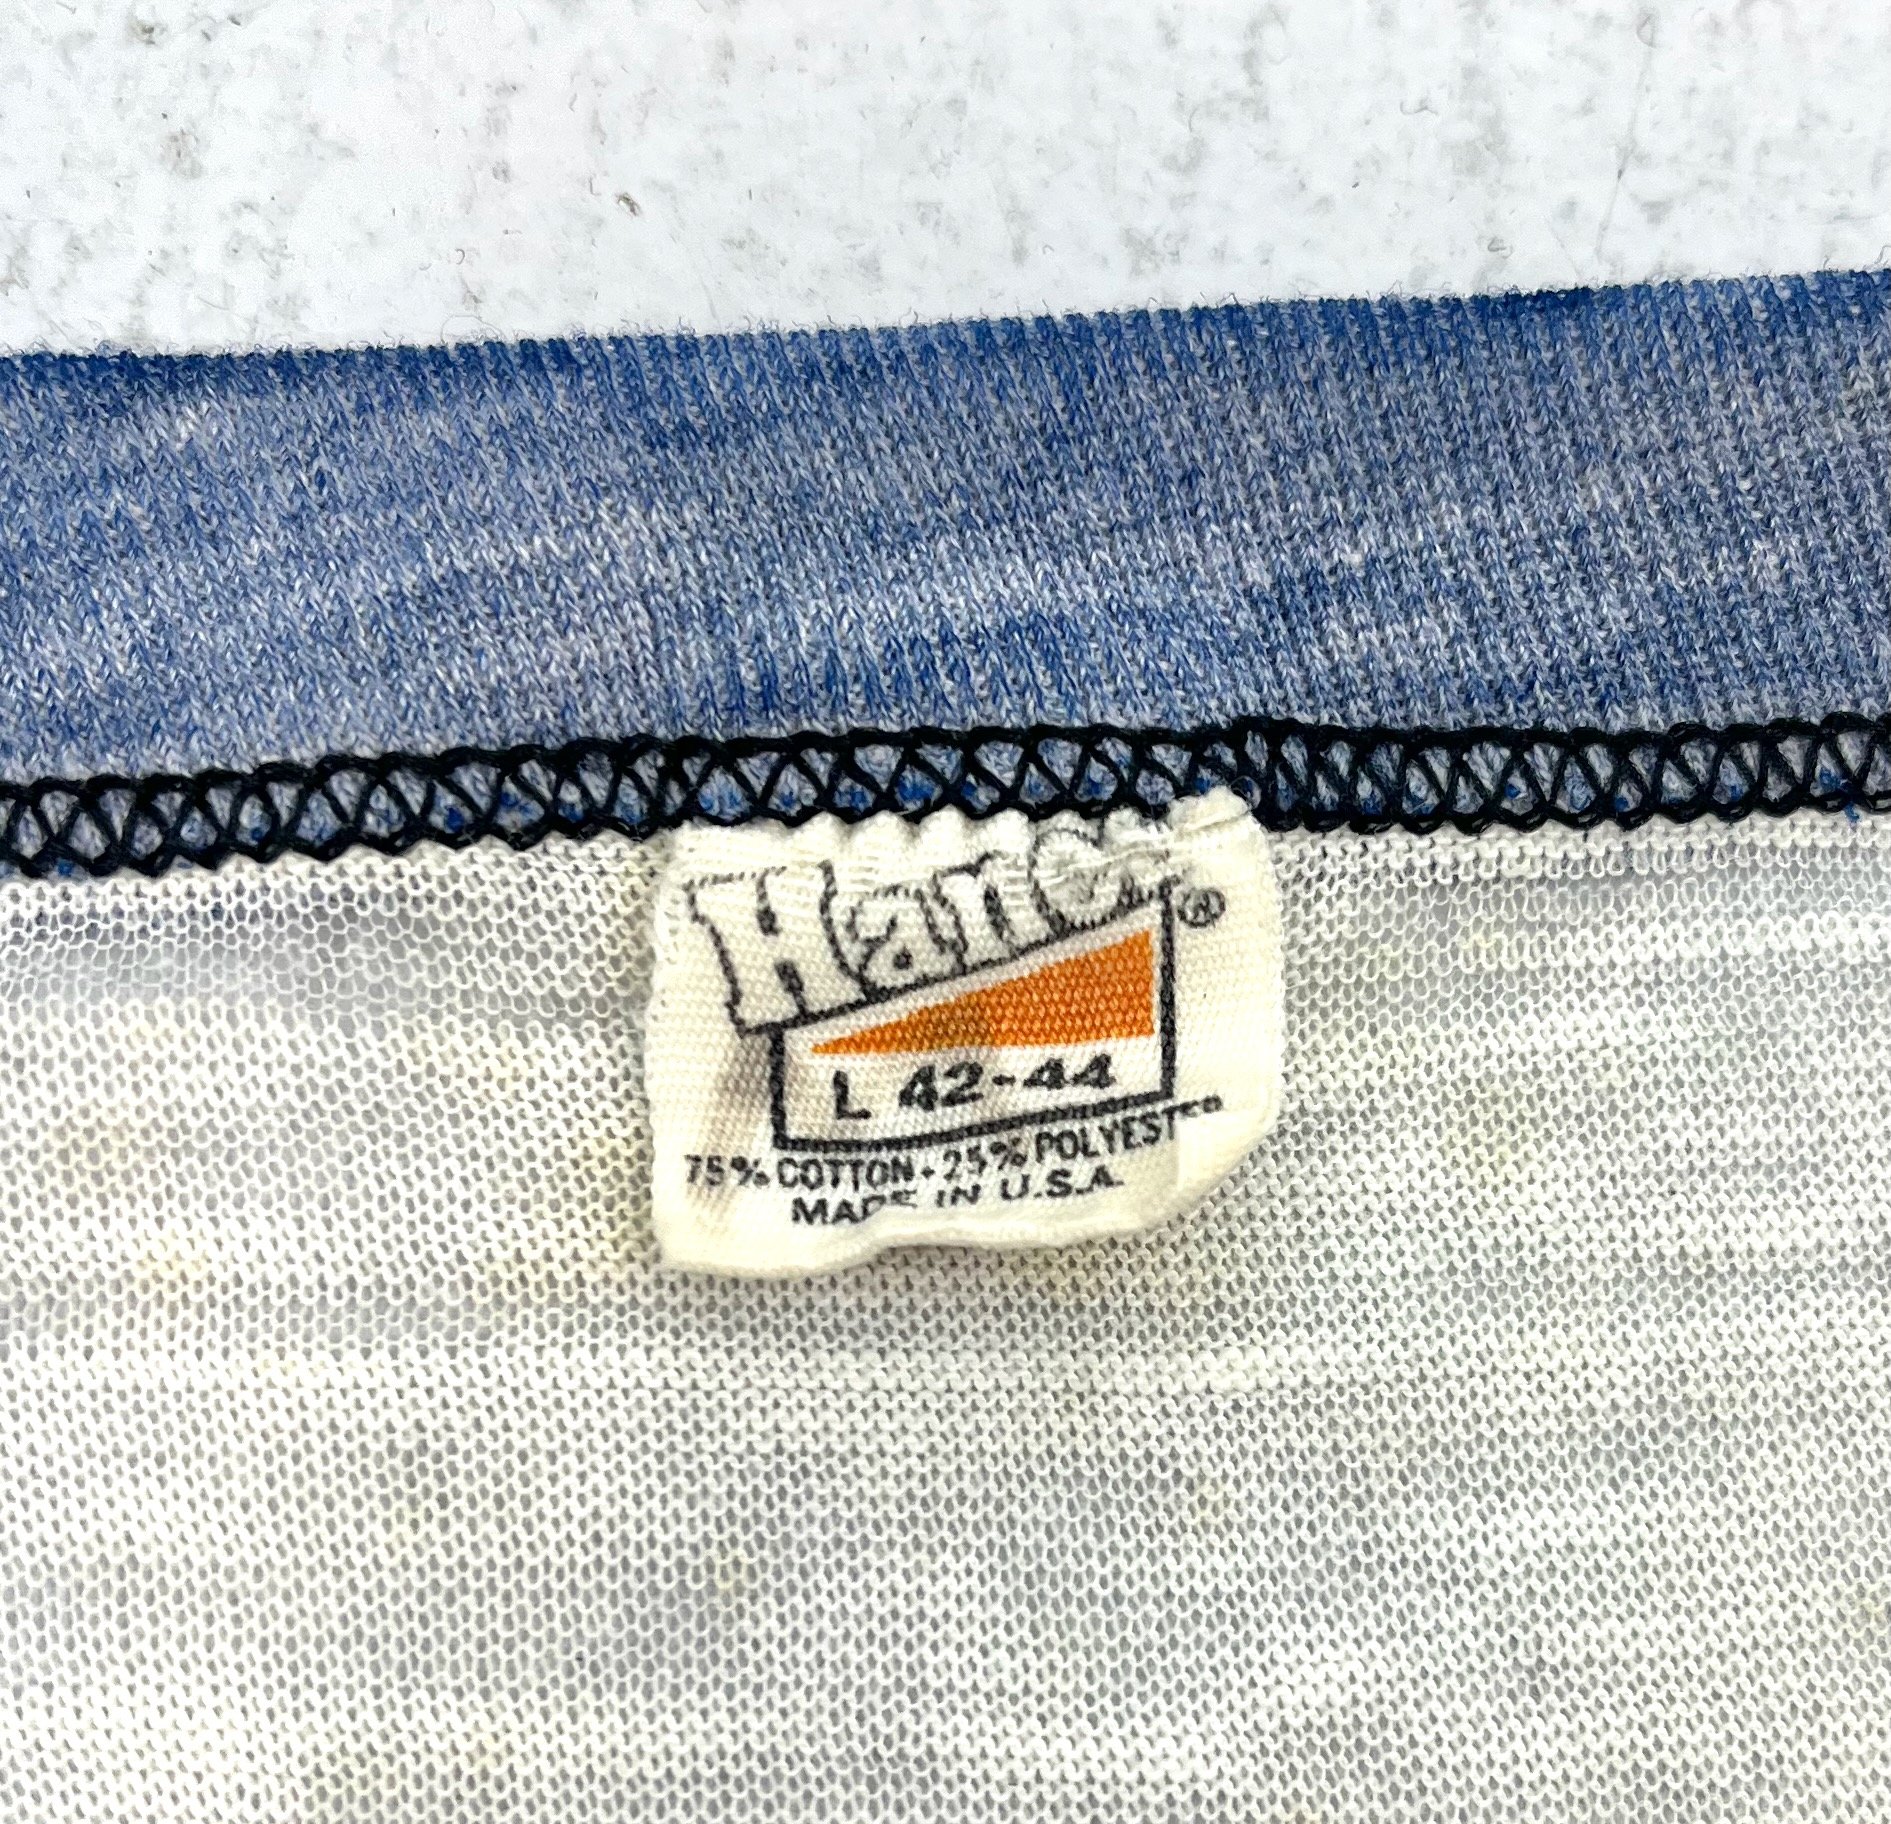 Hanes®
L 42-44
75% COTTON • 25% POLYESTER
MADE IN U.S.A.